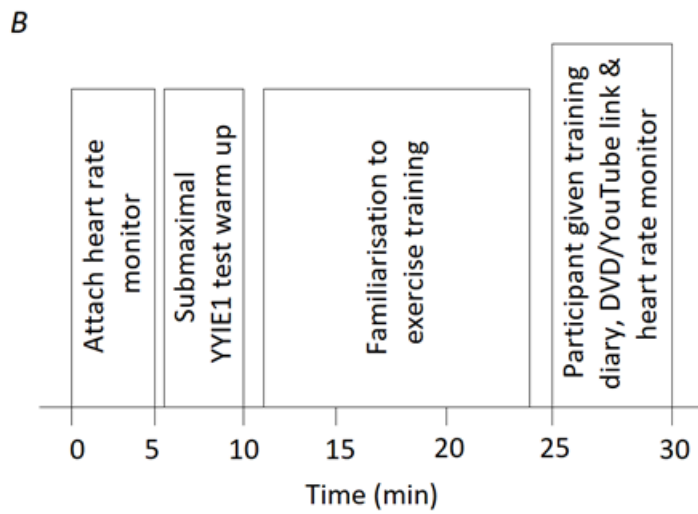 B
Attach heart rate
monitor
Submaximal
YYIE1 test warm up
Familiarisation to
exercise training
Participant given training
diary, DVD/YouTube link &
heart rate monitor
0 5 10 15 20 25 30
Time (min)